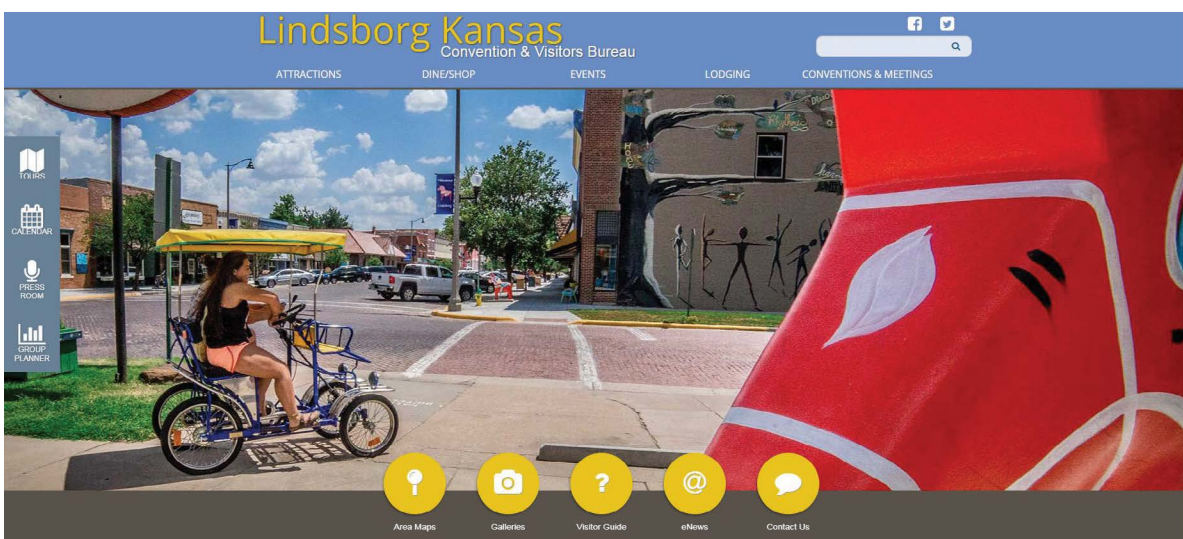 Lindsborg Kansas
Convention & Visitors Bureau
ATTRACTIONS
DINE/SHOP
EVENTS
LODGING
CONVENTIONS & MEETINGS
TOURS
CALENDAR
PRESS
ROOM
GROUP
PLANNER
Rhythmic
Area Maps
Galleries
?
Visitor Guide
@
eNews
Contact Us